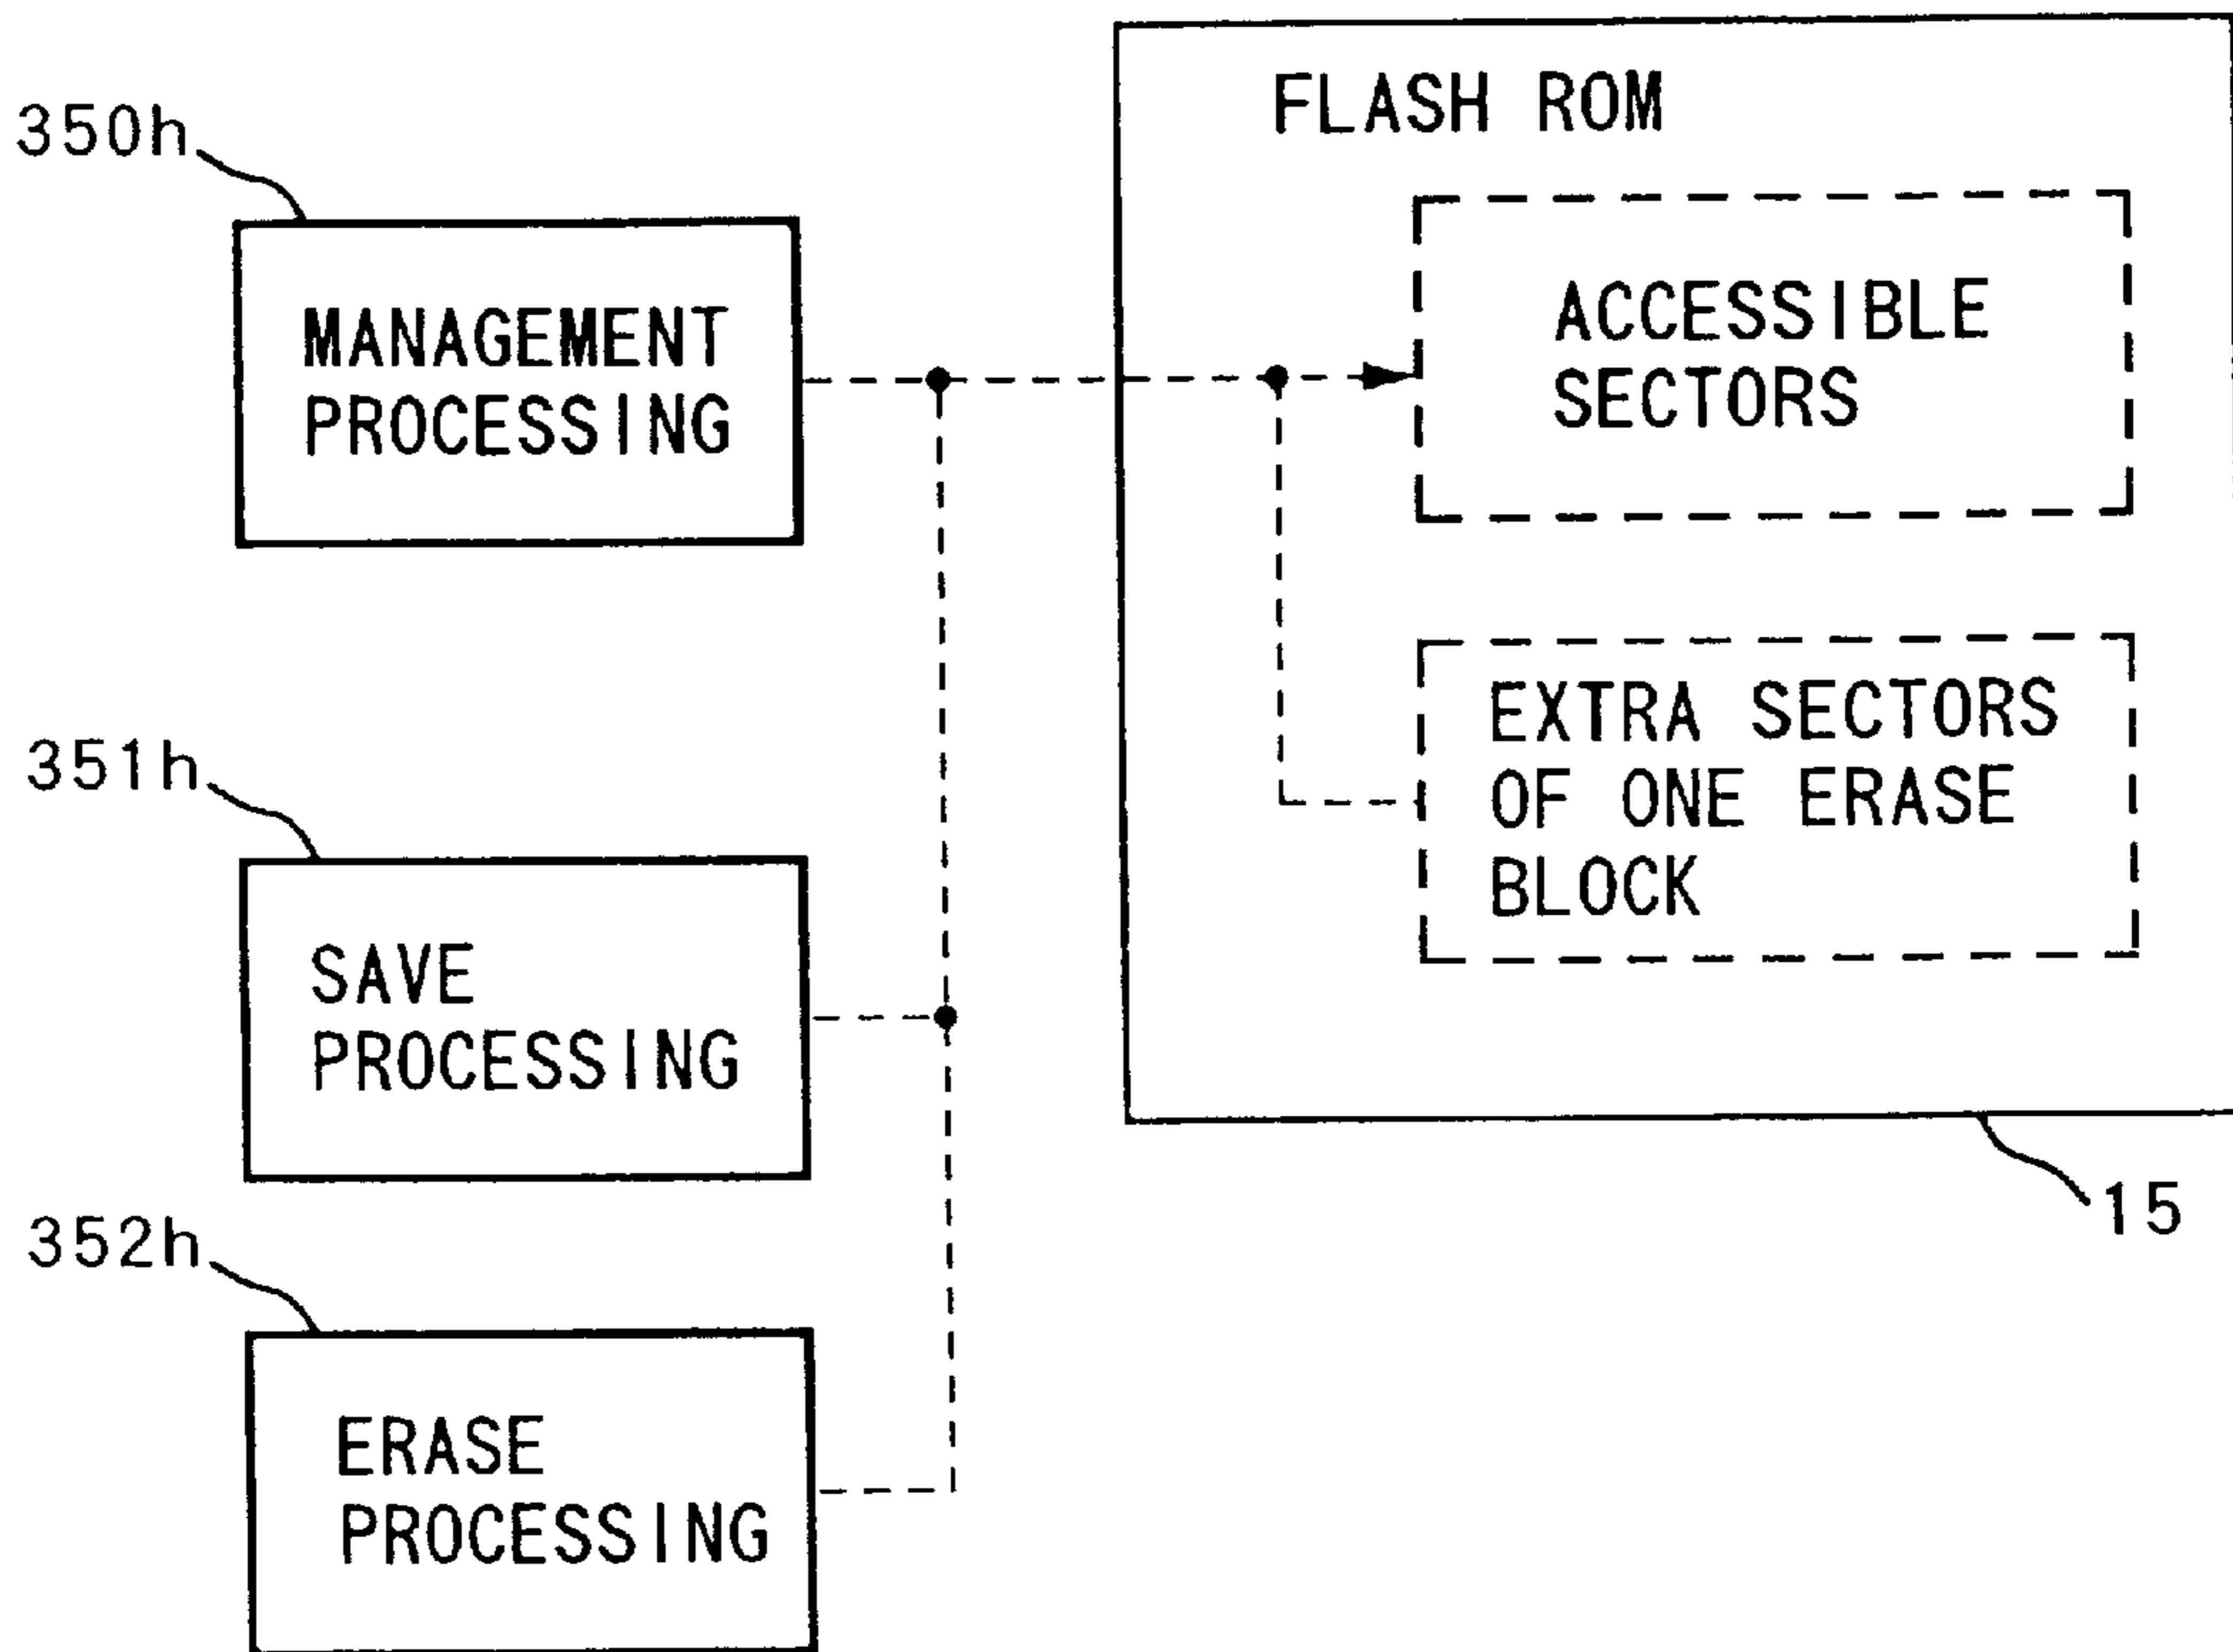 350h
MANAGEMENT
PROCESSING
351h
SAVE
PROCESSING
352h
ERASE
PROCESSING
FLASH ROM
ACCESSIBLE
SECTORS
EXTRA SECTORS
OF ONE ERASE
BLOCK
15